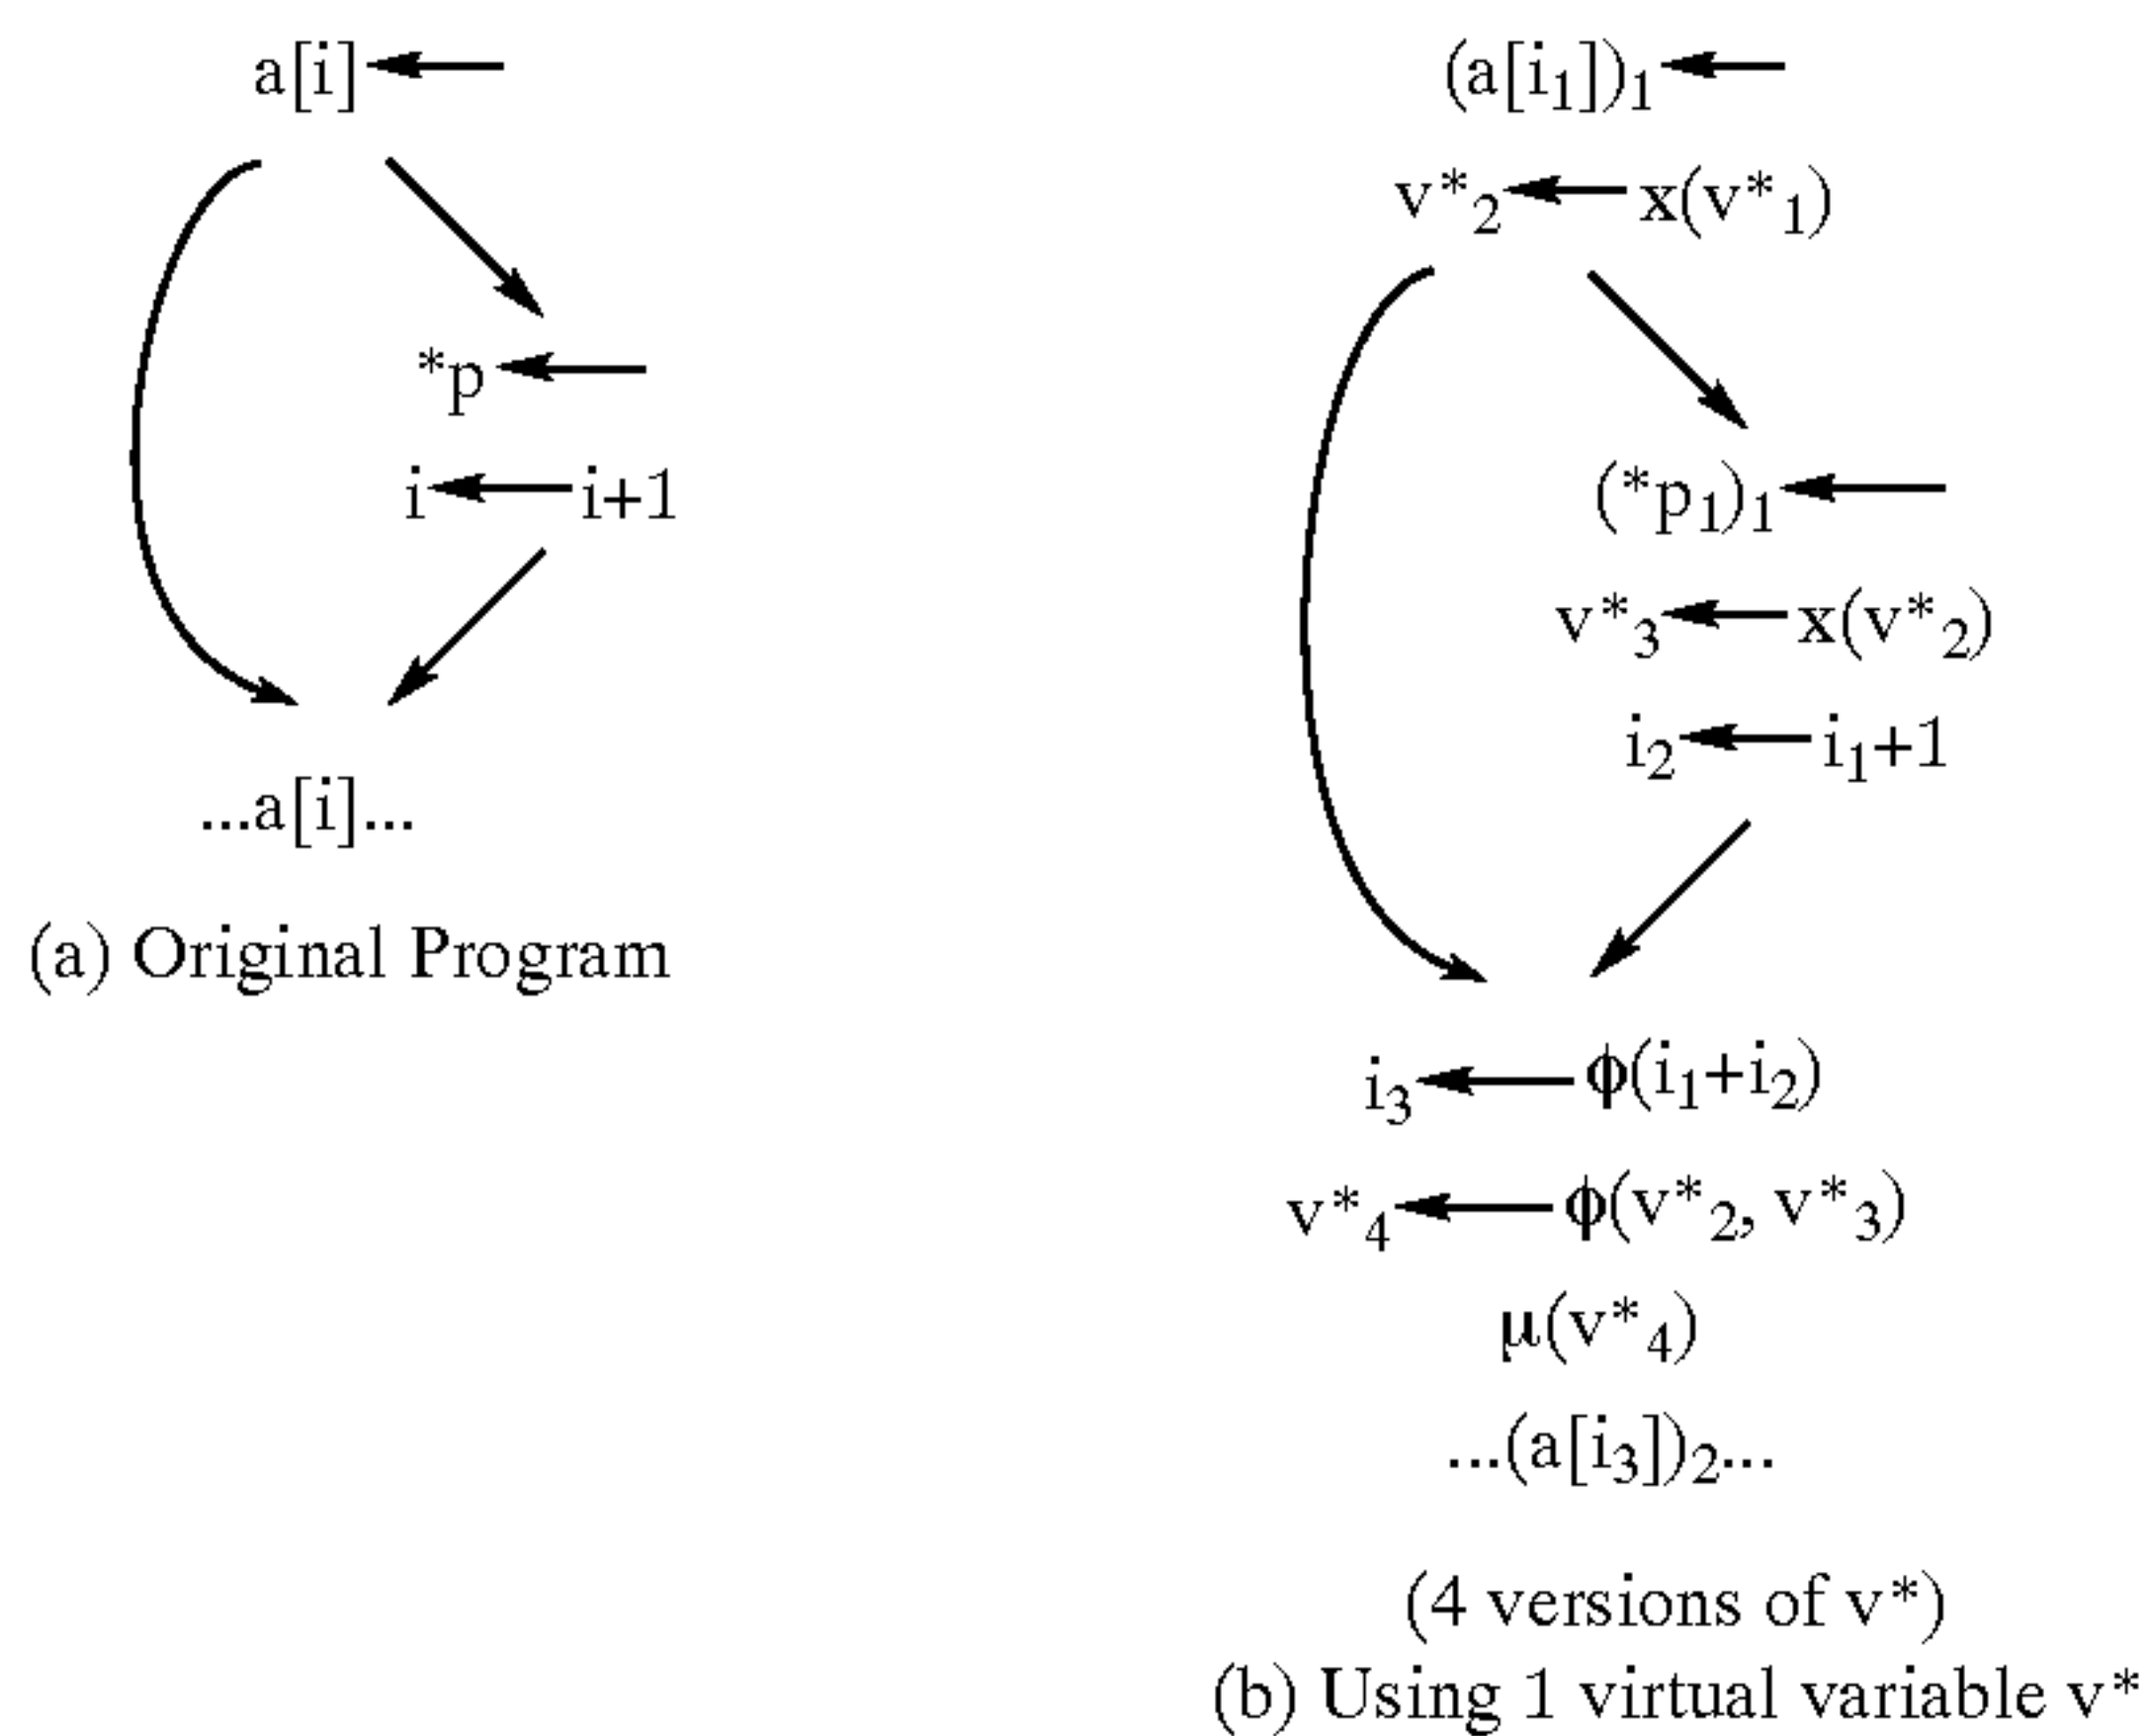 a[i] ←
*p ←
i ← i+1
...a[i]...
(a) Original Program
(a[i₁])₁ ←
v*₂ ← x(v*₁)
(*p₁)₁ ←
v*₃ ← x(v*₂)
i₂ ← i₁+1
i₃ ← ϕ(i₁+i₂)
v*₄ ← ϕ(v*₂, v*₃)
μ(v*₄)
...(a[i₃])₂...
(4 versions of v*)
(b) Using 1 virtual variable v*